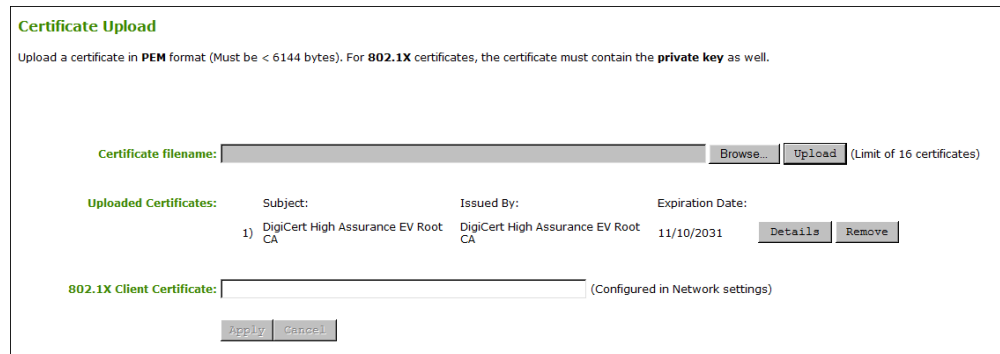 Certificate Upload
Upload a certificate in PEM format (Must be < 6144 bytes). For 802.1X certificates, the certificate must contain the private key as well.
Certificate filename: Browse... Upload (Limit of 16 certificates)
Uploaded Certificates: Subject: Issued By: Expiration Date:
1) DigiCert High Assurance EV Root CA DigiCert High Assurance EV Root CA 11/10/2031 Details Remove
802.1X Client Certificate: (Configured in Network settings)
Apply Cancel